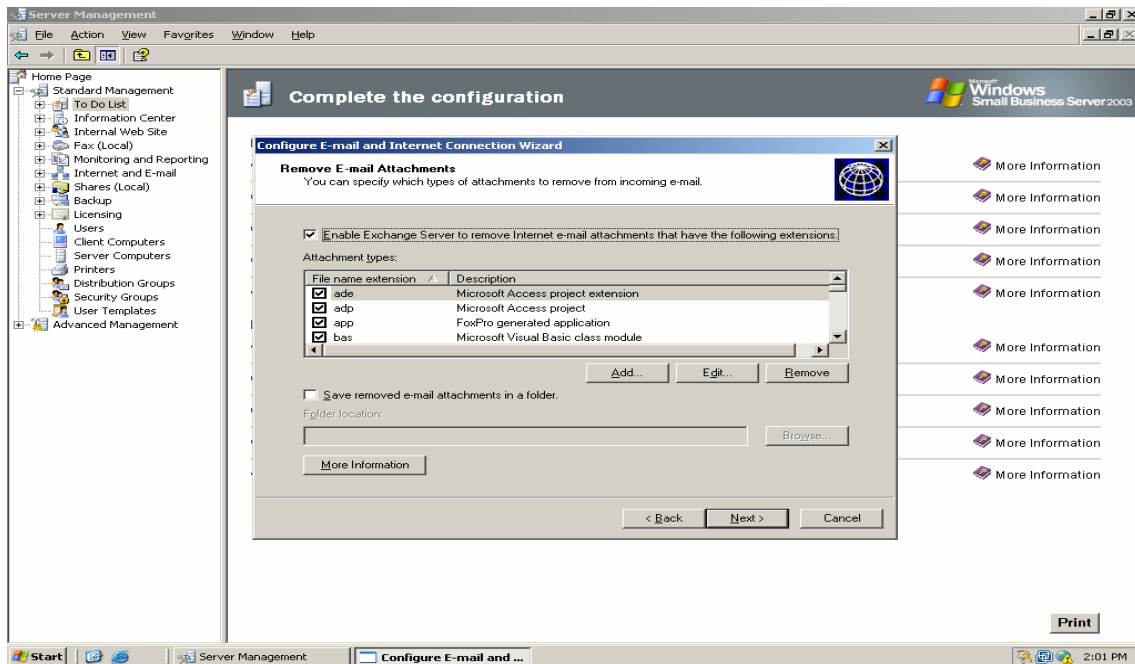 Server Management
File Action View Favorites Window Help
Home Page
Standard Management
To Do List
Information Center
Internal Web Site
Fax (Local)
Monitoring and Reporting
Internet and E-mail
Shares (Local)
Backup
Licensing
Users
Client Computers
Server Computers
Printers
Distribution Groups
Security Groups
User Templates
Advanced Management
Complete the configuration
Microsoft
Windows
Small Business Server 2003
More Information
More Information
More Information
More Information
More Information
More Information
More Information
More Information
More Information
More Information
Configure E-mail and Internet Connection Wizard
Remove E-mail Attachments
You can specify which types of attachments to remove from incoming e-mail.
Enable Exchange Server to remove Internet e-mail attachments that have the following extensions.
Attachment types:
File name extension Description
ade Microsoft Access project extension
adp Microsoft Access project
app FoxPro generated application
bas Microsoft Visual Basic class module
Add... Edit... Remove
Save removed e-mail attachments in a folder.
Folder location:
Browse...
More Information
< Back Next > Cancel
Print
Start Server Management Configure E-mail and ... 2:01 PM